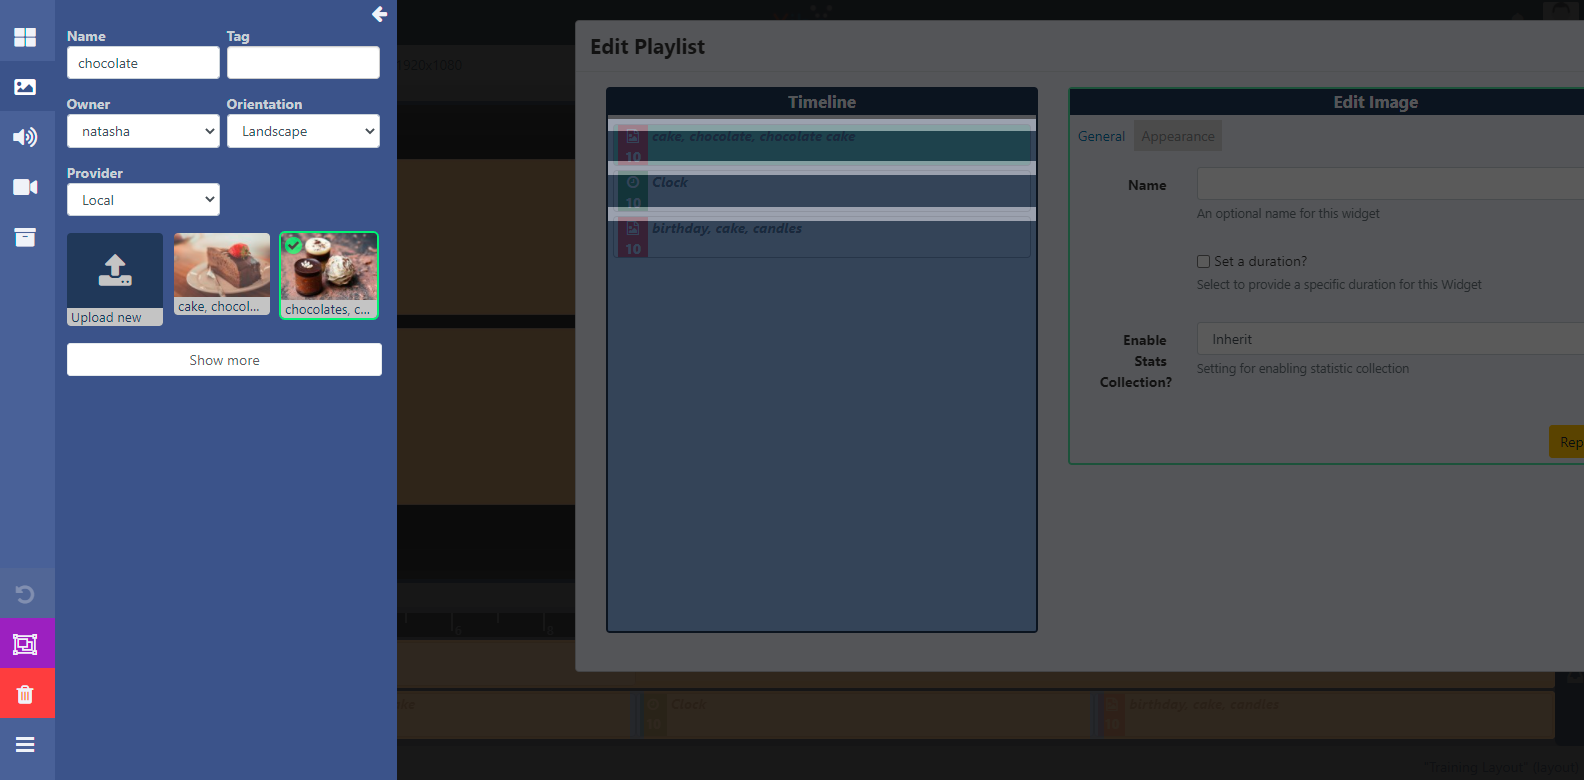 Name
Tag
chocolate
Owner
Orientation
natasha
Landscape
Provider
Local
Upload new
cake, chocol...
chocolates, c...
Show more
1920x1080
Edit Playlist
Timeline
cake, chocolate, chocolate cake
10
Clock
10
birthday, cake, candles
10
Edit Image
General
Appearance
Name
An optional name for this widget
Set a duration?
Select to provide a specific duration for this Widget
Enable
Stats
Collection?
Inherit
Setting for enabling statistic collection
Rep
6
8
Clock
10
birthday, cake, candles
10
"Training Layout" (layout)